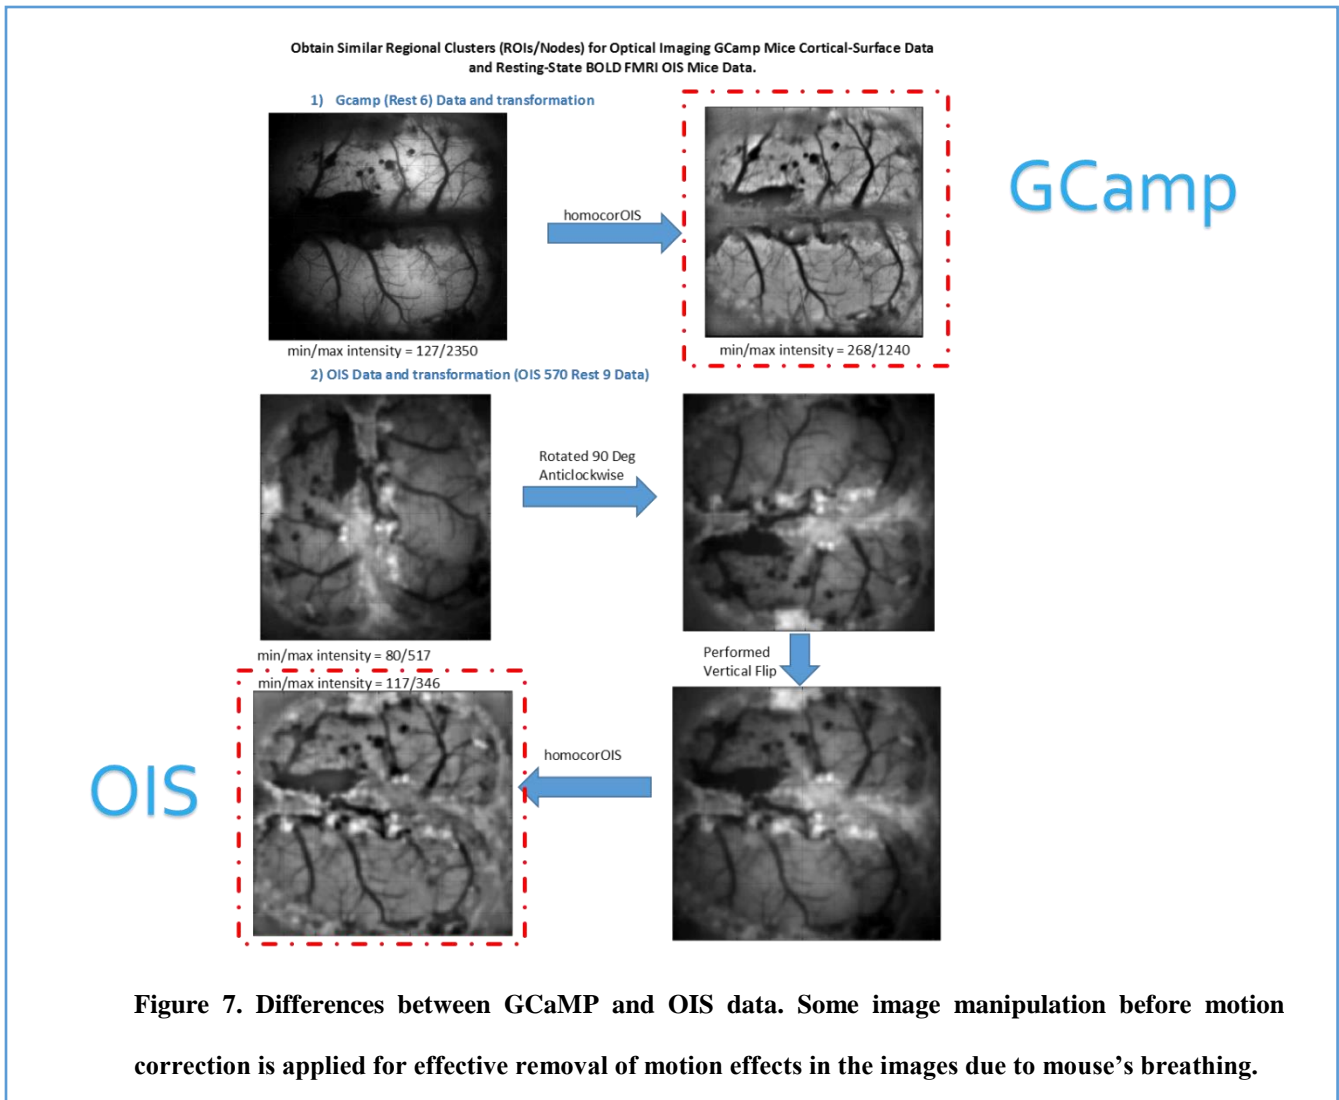 Obtain Similar Regional Clusters (ROIs/Nodes) for Optical Imaging GCamp Mice Cortical-Surface Data
and Resting-State BOLD FMRI OIS Mice Data.
1) Gcamp (Rest 6) Data and transformation
homocorOIS
GCamp
min/max intensity = 127/2350
min/max intensity = 268/1240
2) OIS Data and transformation (OIS 570 Rest 9 Data)
Rotated 90 Deg
Anticlockwise
min/max intensity = 80/517
Performed
Vertical Flip
min/max intensity = 117/346
homocorOIS
OIS
Figure 7. Differences between GCaMP and OIS data. Some image manipulation before motion
correction is applied for effective removal of motion effects in the images due to mouse’s breathing.